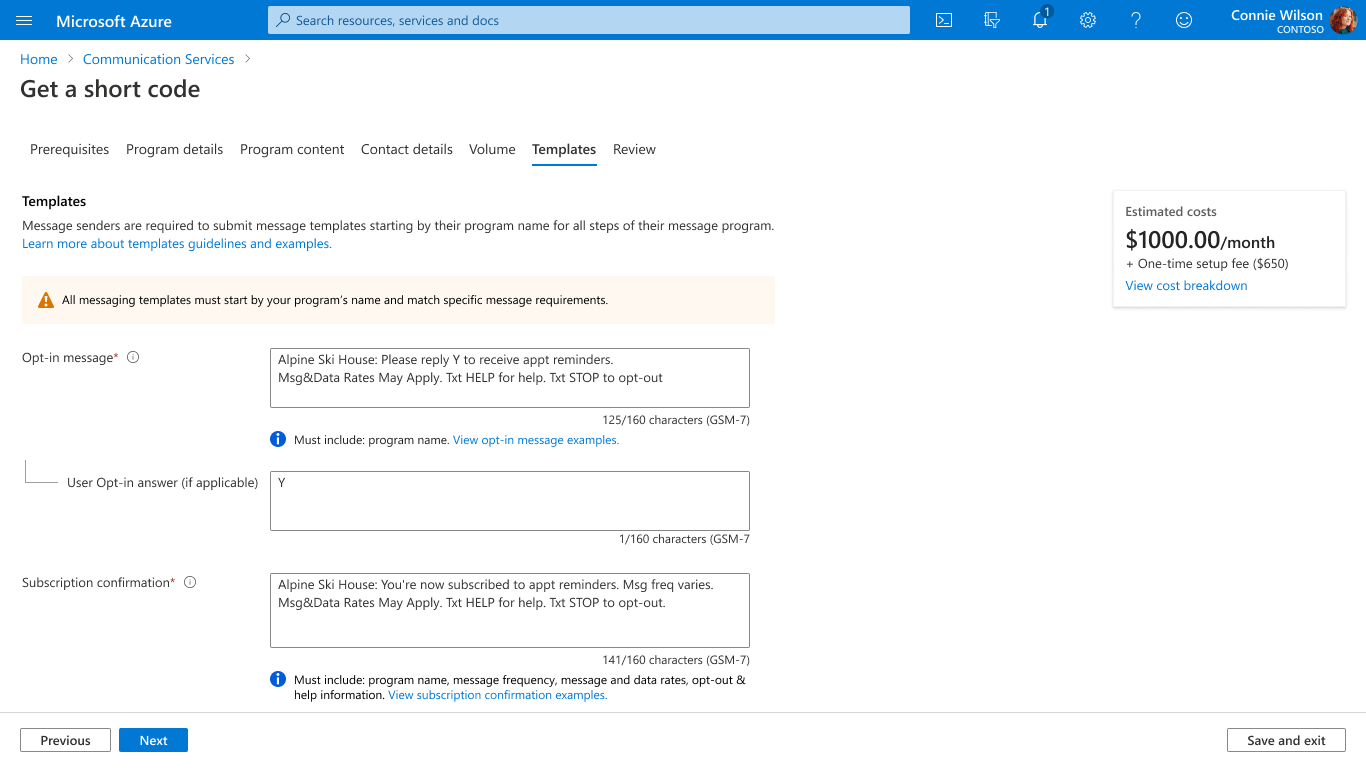 Microsoft Azure
Search resources, services and docs
1
Connie Wilson
CONTOSO
Home > Communication Services >
Get a short code
Prerequisites Program details Program content Contact details Volume Templates Review
Templates
Message senders are required to submit message templates starting by their program name for all steps of their message program.
Learn more about templates guidelines and examples.
Estimated costs
$1000.00/month
+ One-time setup fee ($650)
View cost breakdown
All messaging templates must start by your program's name and match specific message requirements.
Opt-in message*
Alpine Ski House: Please reply Y to receive appt reminders.
Msg&Data Rates May Apply. Txt HELP for help. Txt STOP to opt-out
125/160 characters (GSM-7)
Must include: program name. View opt-in message examples.
User Opt-in answer (if applicable)
Y
1/160 characters (GSM-7
Subscription confirmation*
Alpine Ski House: You're now subscribed to appt reminders. Msg freq varies.
Msg&Data Rates May Apply. Txt HELP for help. Txt STOP to opt-out.
141/160 characters (GSM-7)
Must include: program name, message frequency, message and data rates, opt-out &
help information. View subscription confirmation examples.
Previous
Next
Save and exit